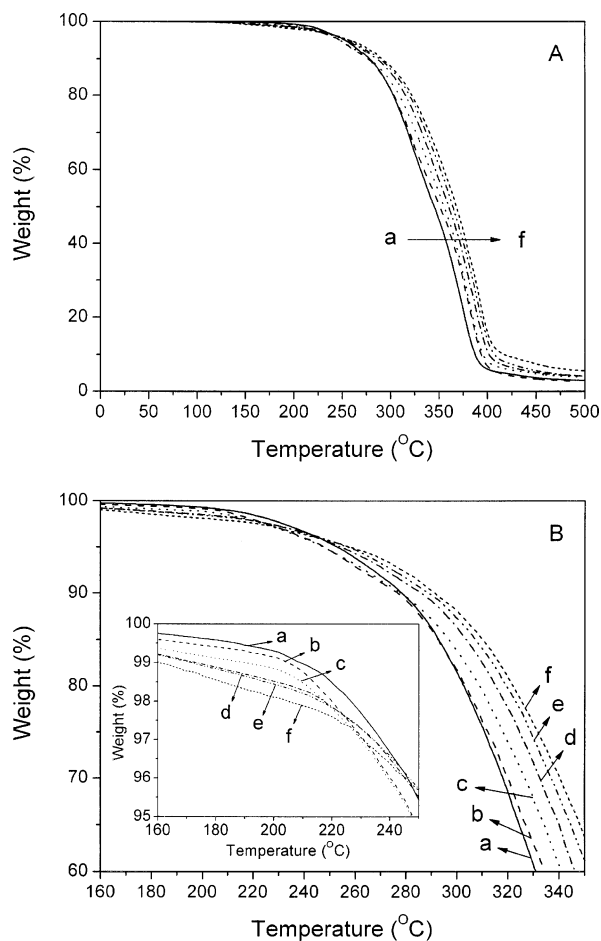 A
Weight (%)
100
80
60
40
20
0
a
f
0 50 100 150 200 250 300 350 400 450 500
Temperature (°C)
B
Weight (%)
100
90
80
70
60
Weight (%)
100
99
98
97
96
95
a
b
c
d
e
f
160 180 200 220 240
Temperature (°C)
f
e
d
c
b
a
160 180 200 220 240 260 280 300 320 340
Temperature (°C)